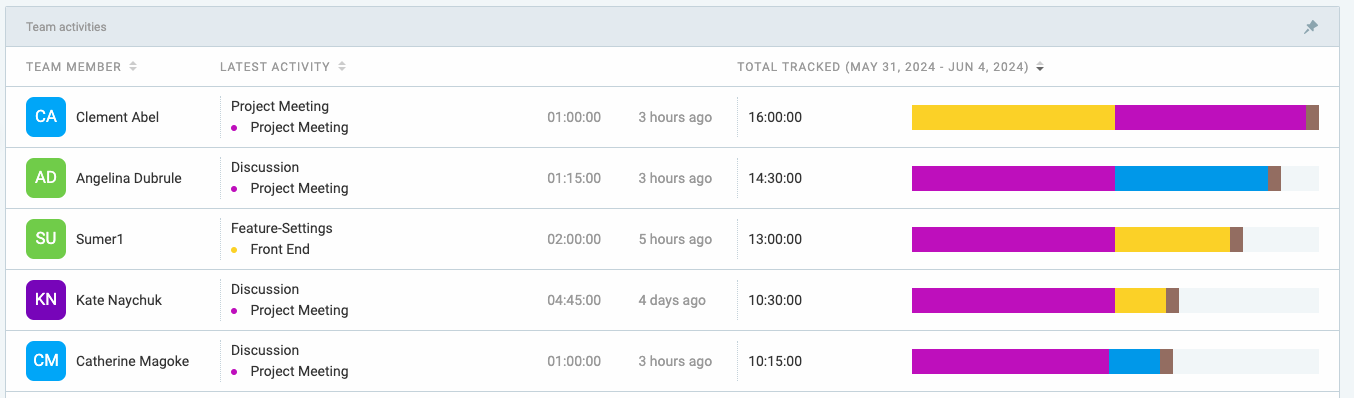 Team activities
TEAM MEMBER LATEST ACTIVITY TOTAL TRACKED (MAY 31, 2024 - JUN 4, 2024)
CA Clement Abel Project Meeting 01:00:00 3 hours ago 16:00:00
Project Meeting
AD Angelina Dubrule Discussion 01:15:00 3 hours ago 14:30:00
Project Meeting
SU Sumer1 Feature-Settings 02:00:00 5 hours ago 13:00:00
Front End
KN Kate Naychuk Discussion 04:45:00 4 days ago 10:30:00
Project Meeting
CM Catherine Magoke Discussion 01:00:00 3 hours ago 10:15:00
Project Meeting